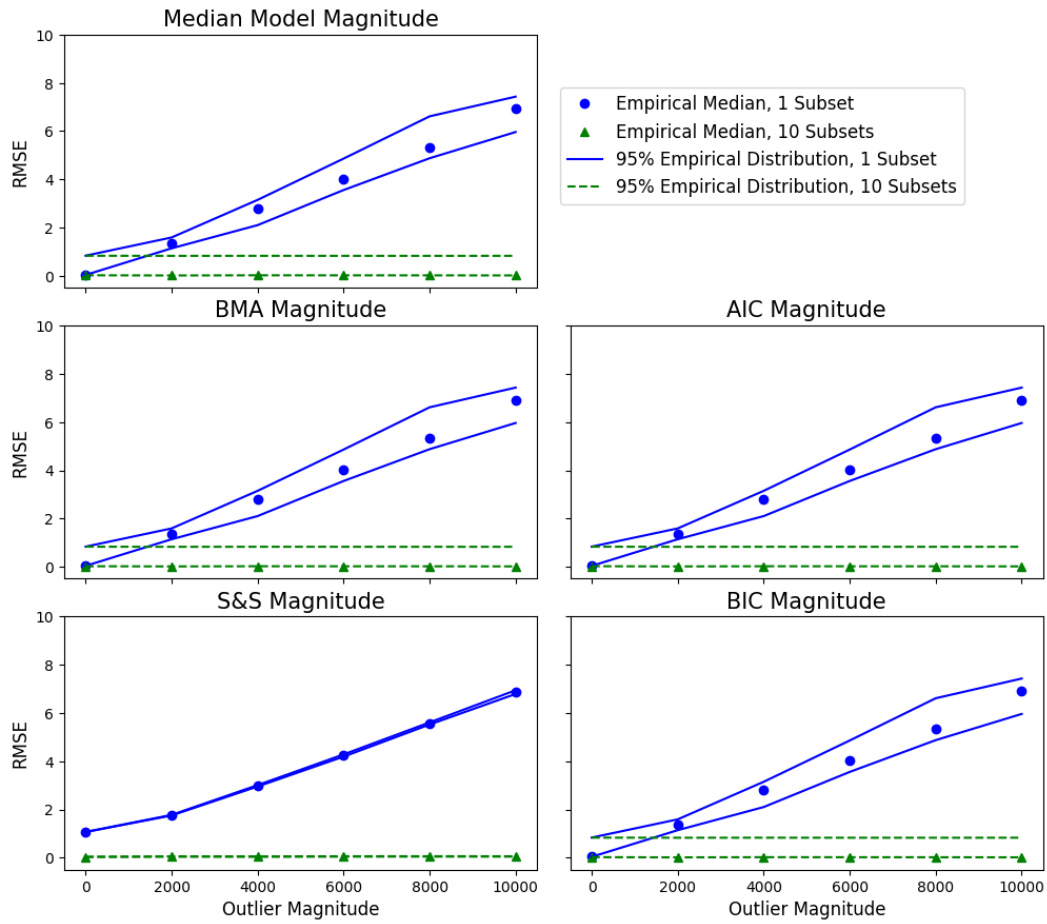 Median Model Magnitude
10
8
6
4
2
0
RMSE
Empirical Median, 1 Subset
Empirical Median, 10 Subsets
95% Empirical Distribution, 1 Subset
95% Empirical Distribution, 10 Subsets
BMA Magnitude
10
8
6
4
2
0
RMSE
AIC Magnitude
S&S Magnitude
10
8
6
4
2
0
RMSE
0 2000 4000 6000 8000 10000
Outlier Magnitude
BIC Magnitude
0 2000 4000 6000 8000 10000
Outlier Magnitude